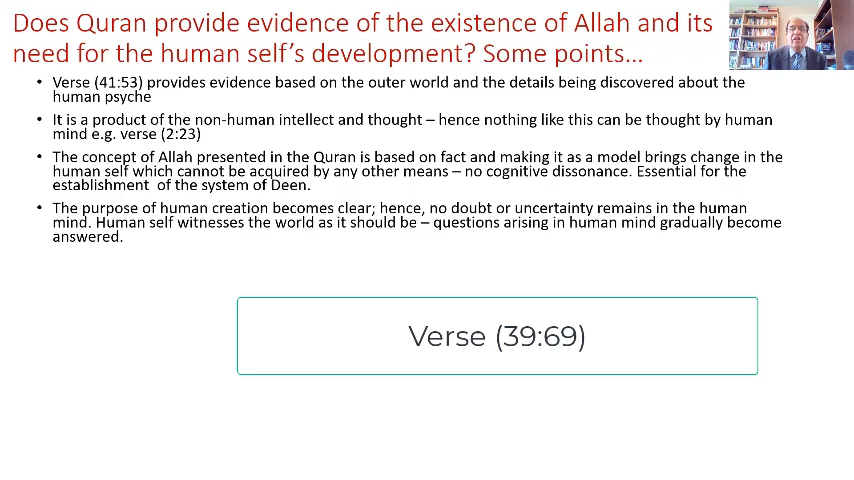 Does Quran provide evidence of the existence of Allah and its
need for the human self's development? Some points...
• Verse (41:53) provides evidence based on the outer world and the details being discovered about the
human psyche
• It is a product of the non-human intellect and thought – hence nothing like this can be thought by human
mind e.g. verse (2:23)
• The concept of Allah presented in the Quran is based on fact and making it as a model brings change in the
human self which cannot be acquired by any other means – no cognitive dissonance. Essential for the
establishment of the system of Deen.
• The purpose of human creation becomes clear; hence, no doubt or uncertainty remains in the human
mind. Human self witnesses the world as it should be – questions arising in human mind gradually become
answered.
Verse (39:69)